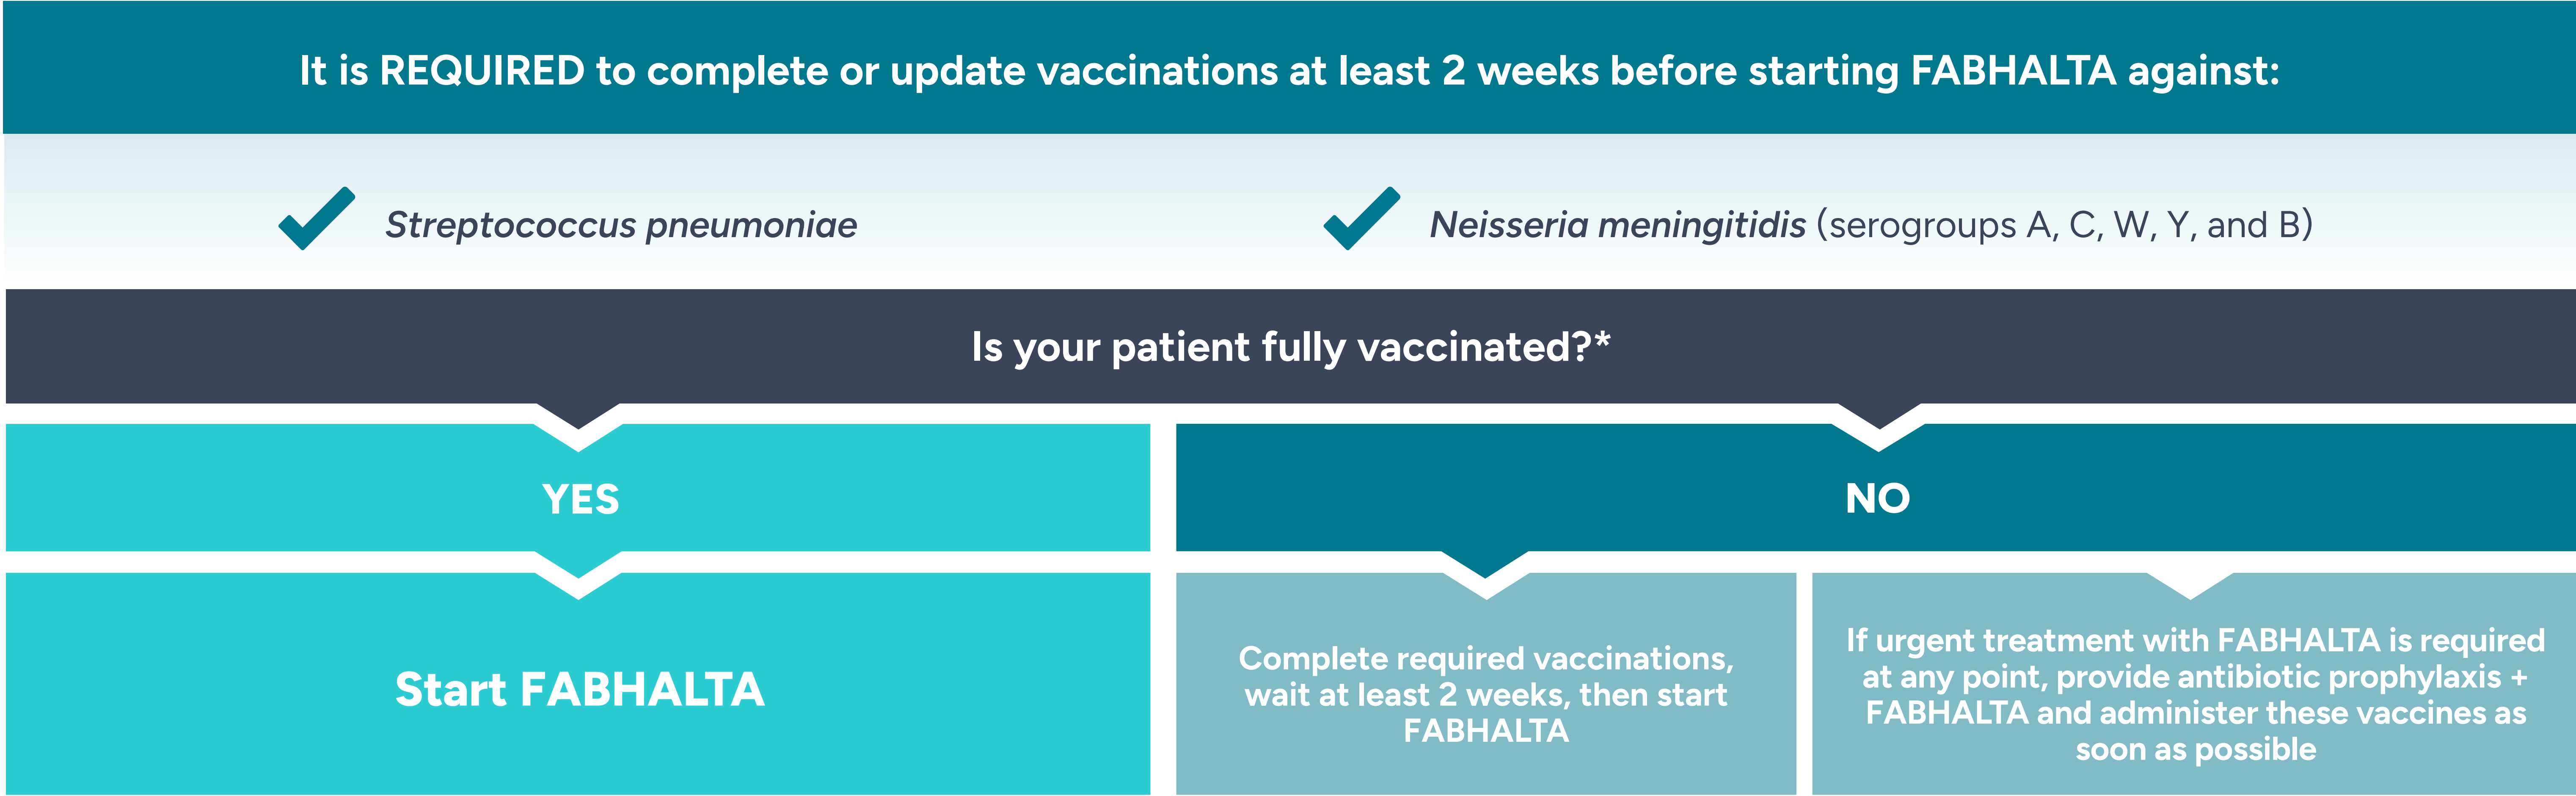 It is REQUIRED to complete or update vaccinations at least 2 weeks before starting FABHALTA against:
Streptococcus pneumoniae
Neisseria meningitidis (serogroups A, C, W, Y, and B)
Is your patient fully vaccinated?*
YES
NO
Start FABHALTA
Complete required vaccinations,
wait at least 2 weeks, then start
FABHALTA
If urgent treatment with FABHALTA is required
at any point, provide antibiotic prophylaxis +
FABHALTA and administer these vaccines as
soon as possible